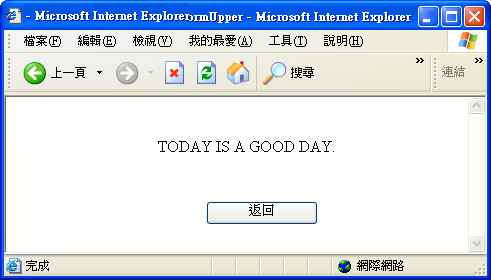 - Microsoft Internet Explorer ormUpper - Microsoft Internet Explorer
檔案(F) 編輯(E) 檢視(V) 我的最愛(A) 工具(T) 說明(H)
上一頁 搜尋 » 連結 »
TODAY IS A GOOD DAY.
返回
完成 網際網路